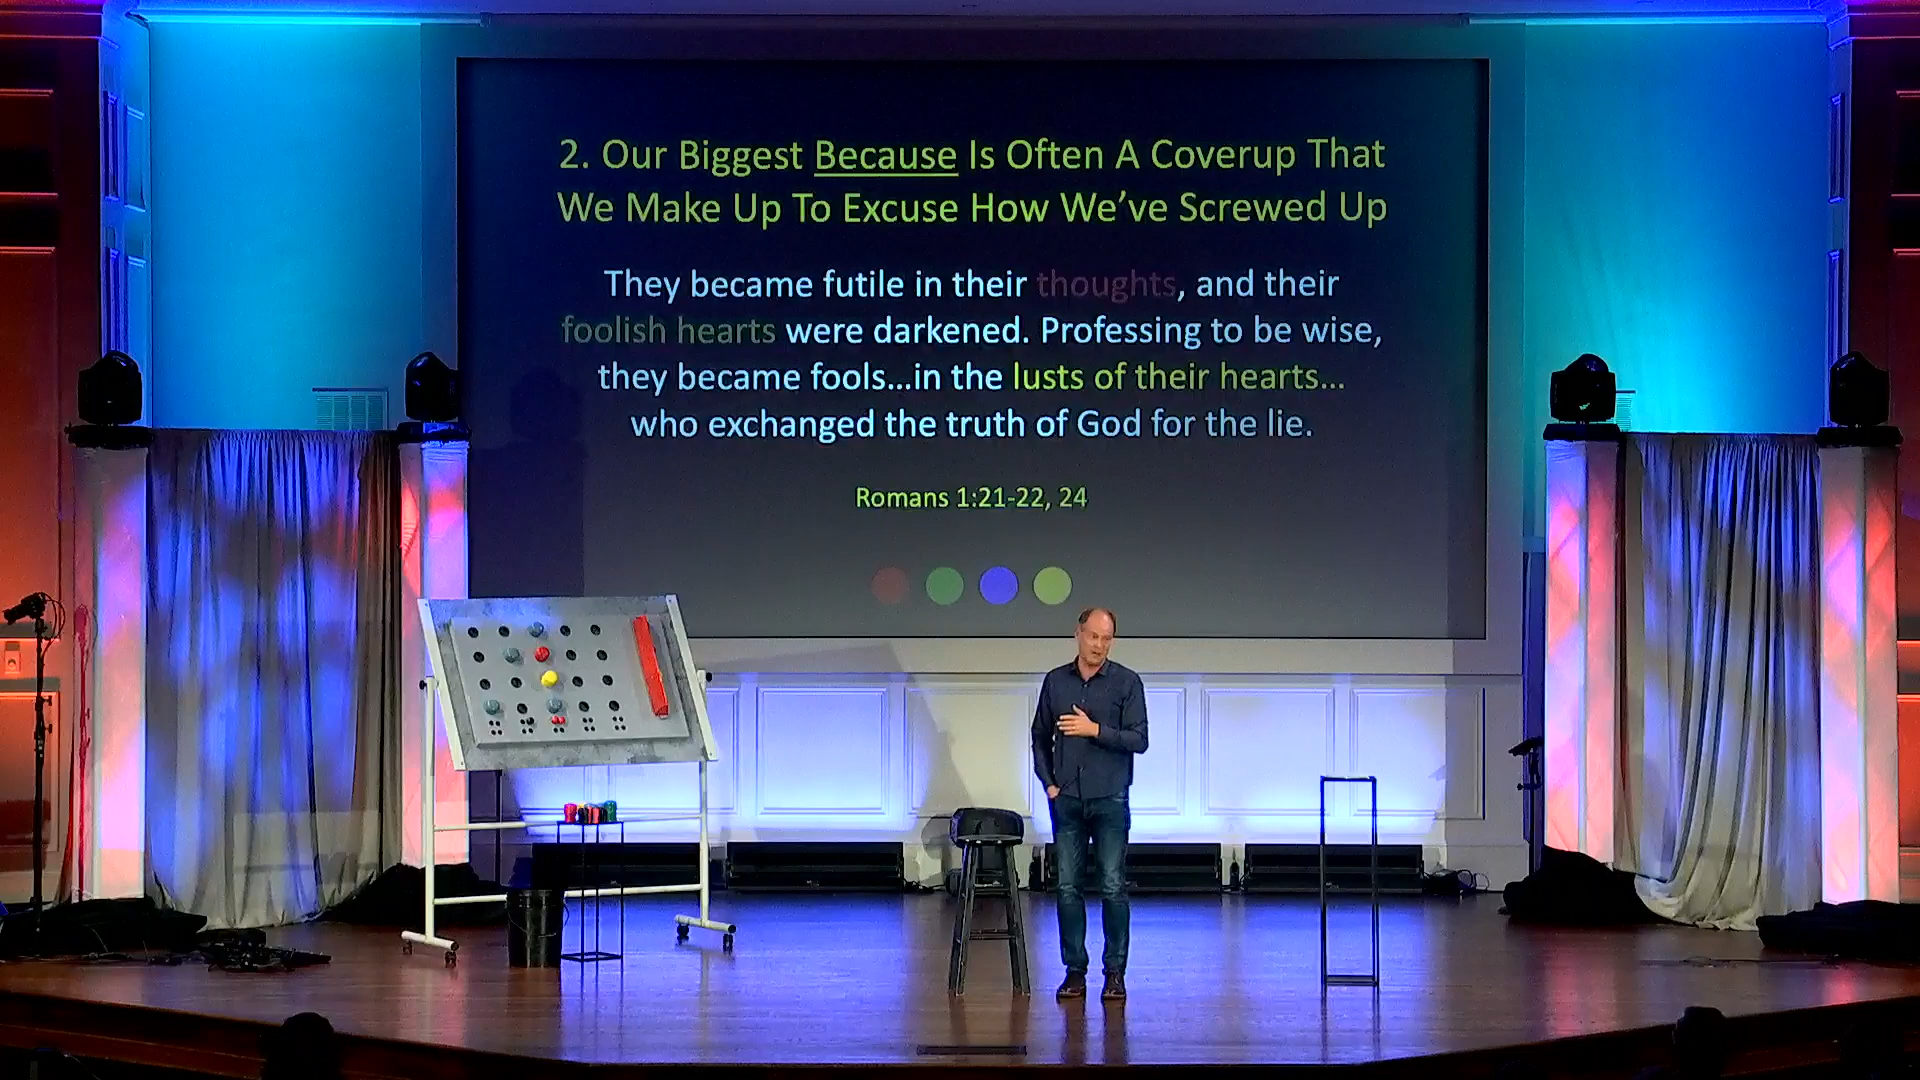 2. Our Biggest Because Is Often A Coverup That
We Make Up To Excuse How We've Screwed Up
They became futile in their thoughts, and their
foolish hearts were darkened. Professing to be wise,
they became fools...in the lusts of their hearts...
who exchanged the truth of God for the lie.
Romans 1:21-22, 24